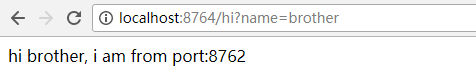 localhost:8764/hi?name=brother
hi brother, i am from port:8762